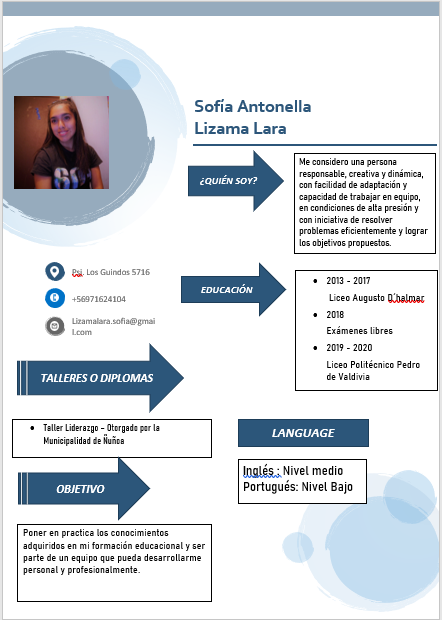 Sofía Antonella
Lizama Lara
¿QUIÉN SOY?
Me considero una persona
responsable, creativa y dinámica,
con facilidad de adaptación y
capacidad de trabajar en equipo,
en condiciones de alta presión y
con iniciativa de resolver
problemas eficientemente y lograr
los objetivos propuestos.
Psj. Los Guindos 5716
+56971624104
Lizamalara.sofia@gmai
l.com
EDUCACIÓN
2013 - 2017
Liceo Augusto D´halmar
2018
Exámenes libres
2019 - 2020
Liceo Politécnico Pedro
de Valdivia
TALLERES O DIPLOMAS
Taller Liderazgo – Otorgado por la
Municipalidad de Ñuñoa
LANGUAGE
Inglés : Nivel medio
Portugués: Nivel Bajo
OBJETIVO
Poner en practica los conocimientos
adquiridos en mi formación educacional y ser
parte de un equipo que pueda desarrollarme
personal y profesionalmente.